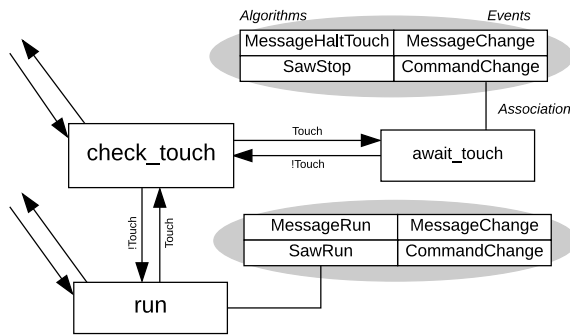 Algorithms Events
MessageHaltTouch MessageChange
SawStop CommandChange
Association
check_touch
Touch
!Touch
await_touch
!Touch
Touch
MessageRun MessageChange
SawRun CommandChange
run